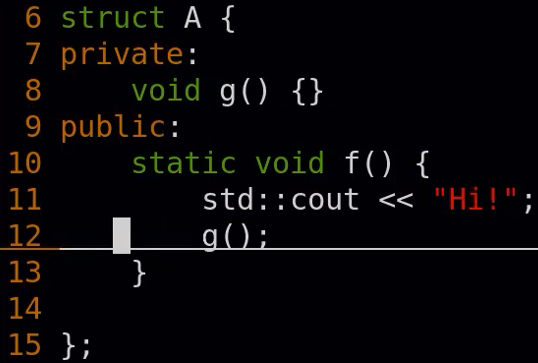 6 struct A {
7 private:
8     void g() {}
9 public:
10     static void f() {
11         std::cout << "Hi!";
12         g();
13     }
14
15 };